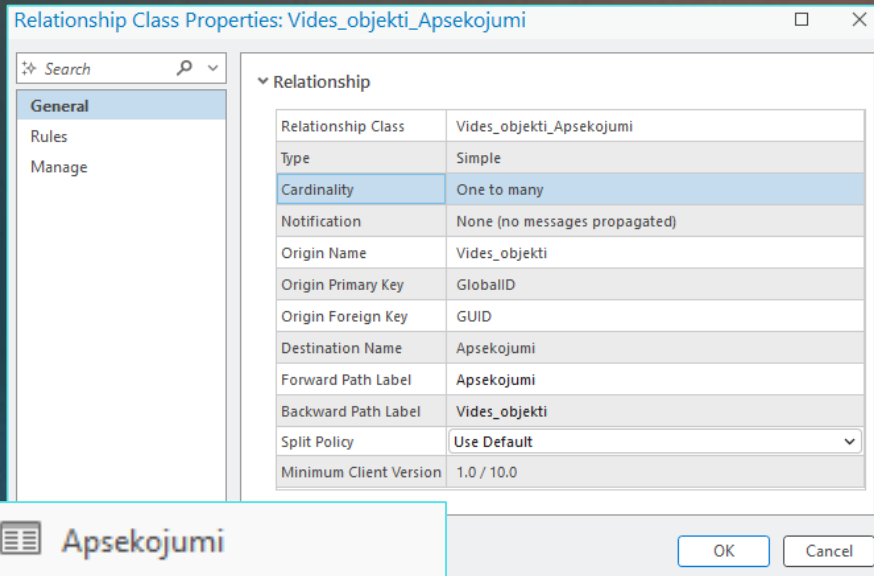 Relationship Class Properties: Vides_objekti_Apsekojumi
Search
General
Rules
Manage
Relationship
Relationship Class Vides_objekti_Apsekojumi
Type Simple
Cardinality One to many
Notification None (no messages propagated)
Origin Name Vides_objekti
Origin Primary Key GlobalID
Origin Foreign Key GUID
Destination Name Apsekojumi
Forward Path Label Apsekojumi
Backward Path Label Vides_objekti
Split Policy Use Default
Minimum Client Version 1.0 / 10.0
Apsekojumi
OK Cancel